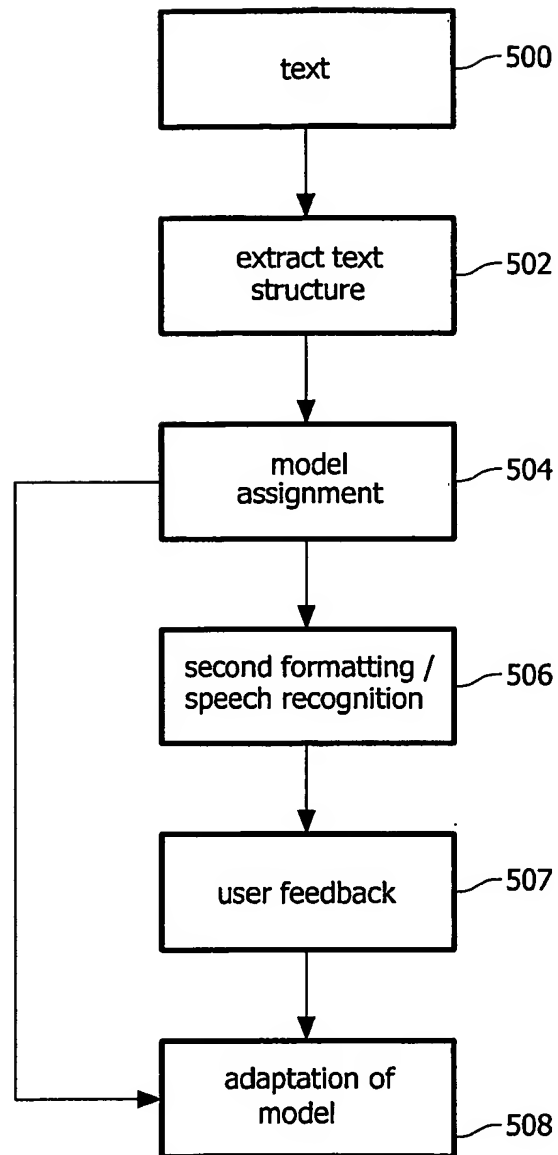 text
500
extract text
structure
502
model
assignment
504
second formatting /
speech recognition
506
user feedback
507
adaptation of
model
508